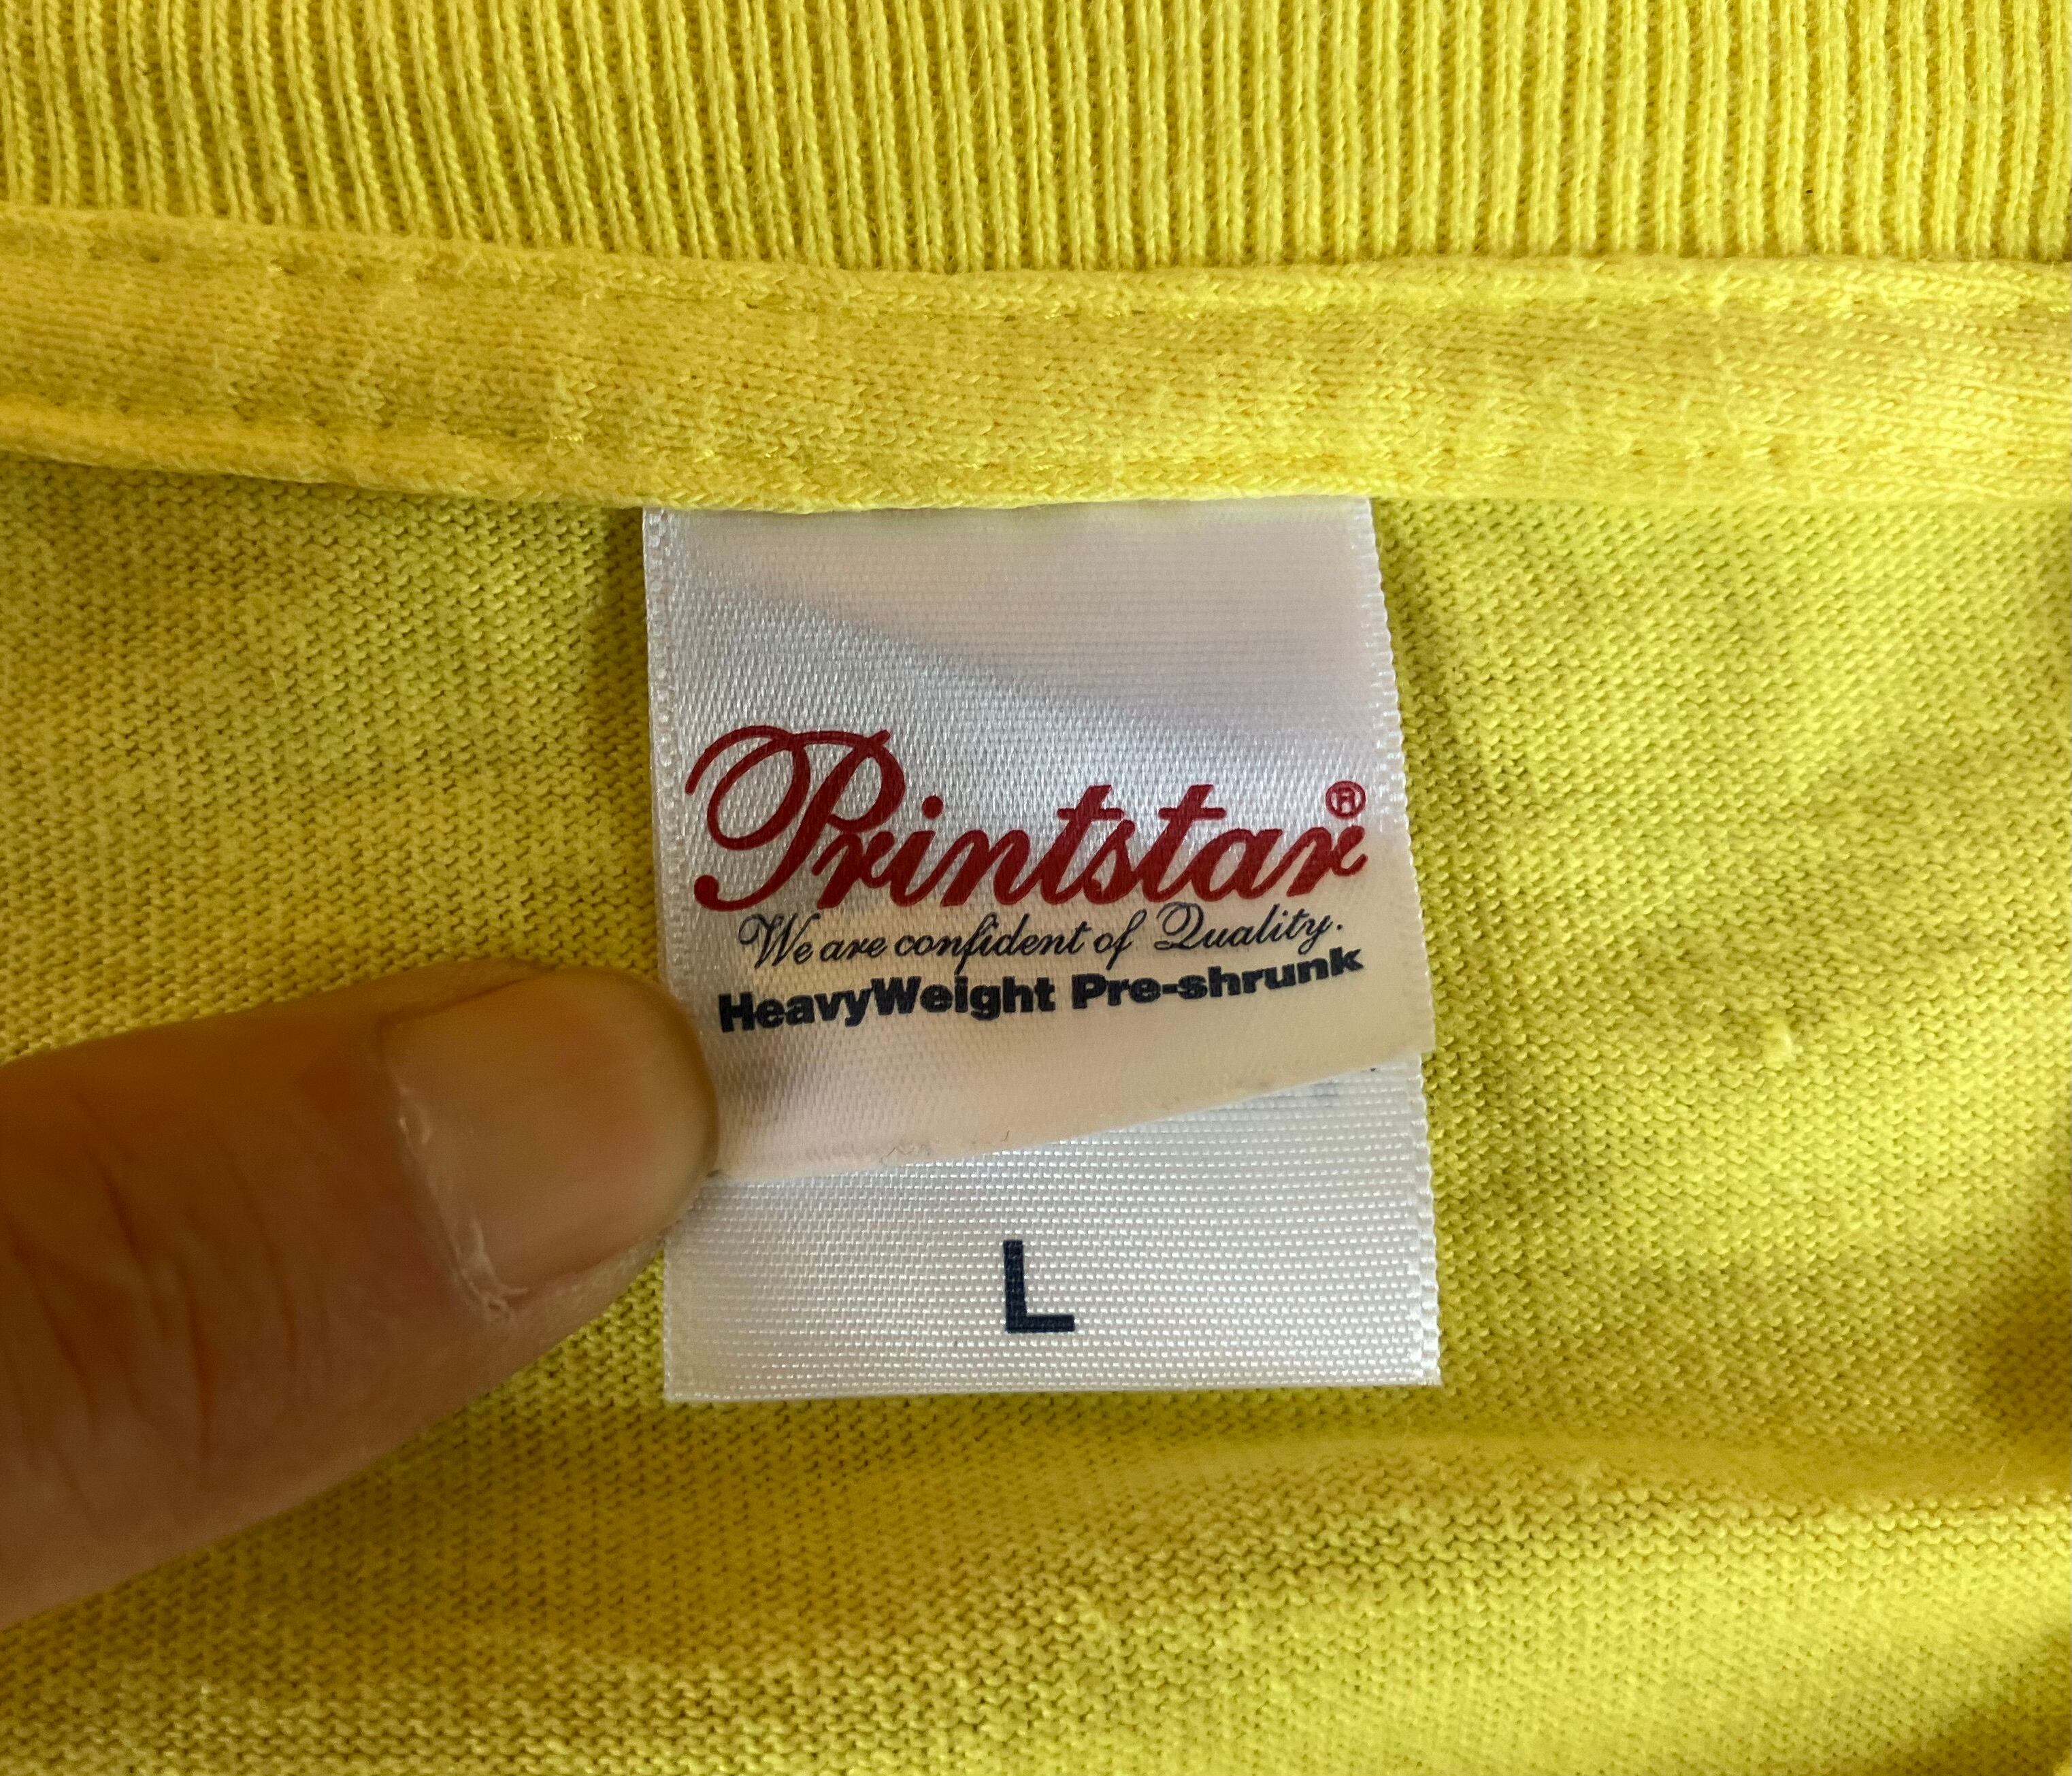 Printstar®
We are confident of Quality.
HeavyWeight Pre-shrunk
L